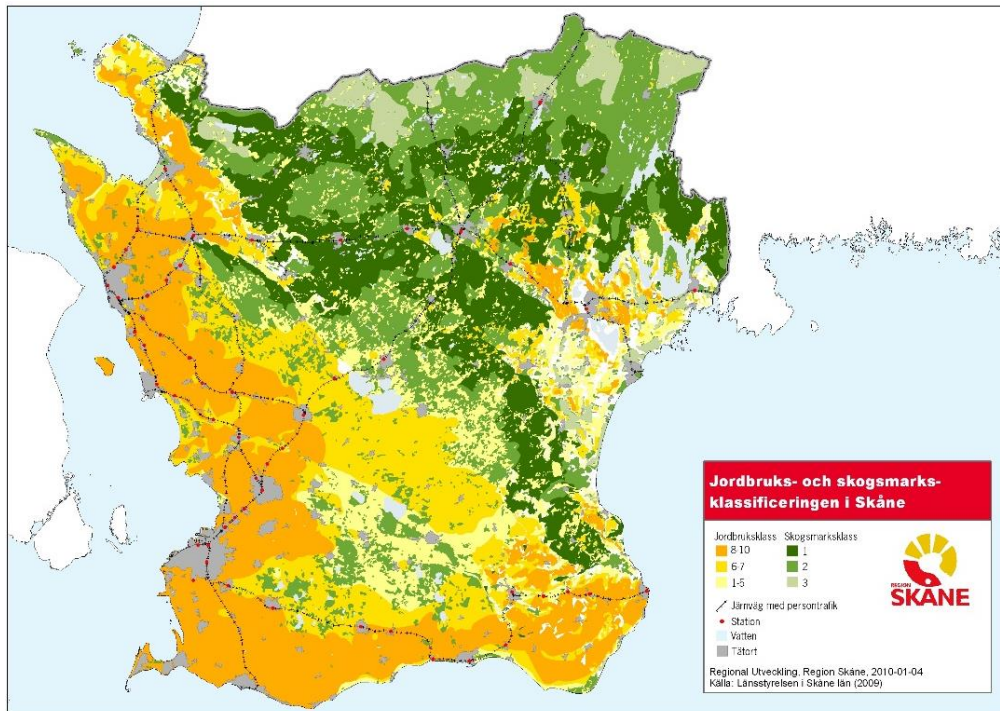 Jordbruks- och skogsmarks-
klassificeringen i Skåne
Jordbruksklass Skogsmarksklass
8-10 1
6-7 2
1-5 3
Järnväg med persontrafik
Station
Vatten
Tätort
REGION
SKÅNE
Regional Utveckling, Region Skåne, 2010-01-04
Källa: Länsstyrelsen i Skåne län (2009)